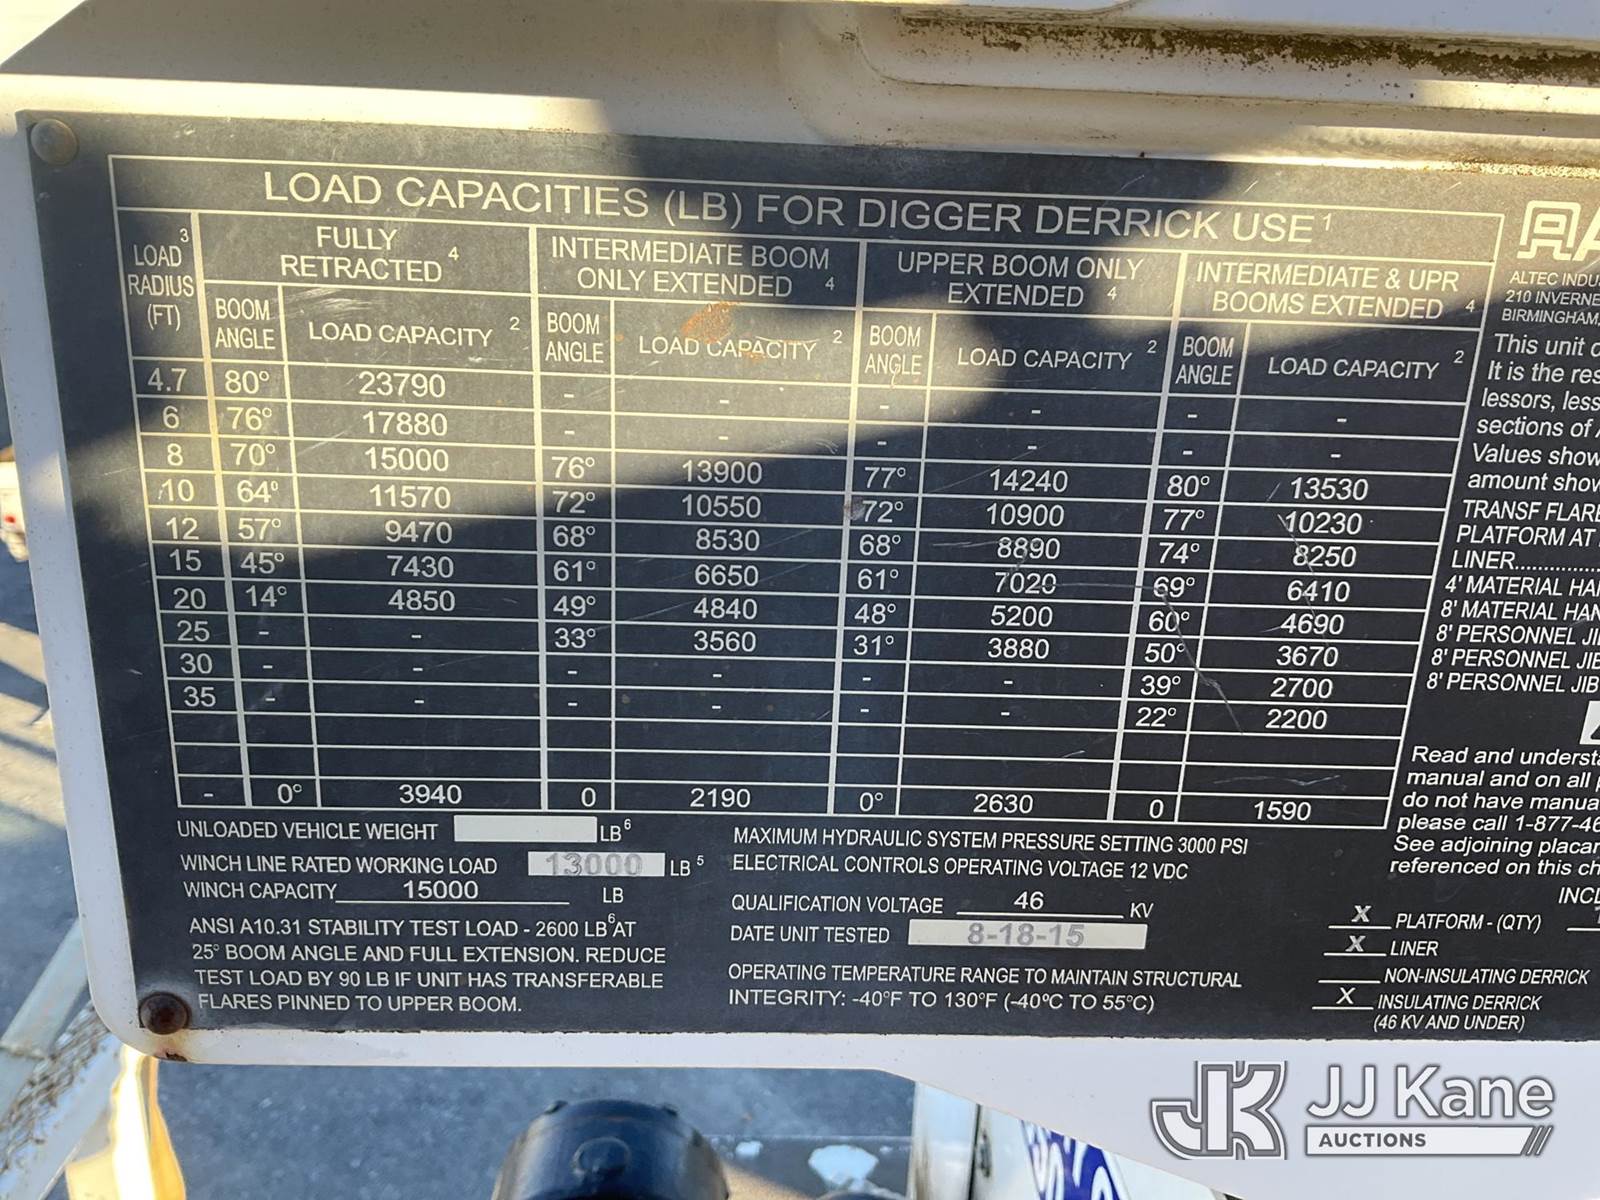 LOAD CAPACITIES (LB) FOR DIGGER DERRICK USE 1
LOAD 3 RADIUS (FT)
FULLY RETRACTED 4
INTERMEDIATE BOOM ONLY EXTENDED 4
UPPER BOOM ONLY EXTENDED 4
INTERMEDIATE & UPR BOOMS EXTENDED 4
BOOM ANGLE LOAD CAPACITY 2 BOOM ANGLE LOAD CAPACITY 2 BOOM ANGLE LOAD CAPACITY 2 BOOM ANGLE LOAD CAPACITY 2
4.7 80° 23790 - - - - - -
6 76° 17880 - - - - - -
8 70° 15000 76° 13900 77° 14240 80° 13530
10 64° 11570 72° 10550 72° 10900 77° 10230
12 57° 9470 68° 8530 68° 8890 74° 8250
15 45° 7430 61° 6650 61° 7020 69° 6410
20 14° 4850 49° 4840 48° 5200 60° 4690
25 - - 33° 3560 31° 3880 50° 3670
30 - - - - - - 39° 2700
35 - - - - - - 22° 2200
- 0° 3940 0 2190 0° 2630 0 1590
UNLOADED VEHICLE WEIGHT LB 6
WINCH LINE RATED WORKING LOAD 13000 LB 5
WINCH CAPACITY 15000 LB
ANSI A10.31 STABILITY TEST LOAD - 2600 LB 6 AT
25° BOOM ANGLE AND FULL EXTENSION. REDUCE
TEST LOAD BY 90 LB IF UNIT HAS TRANSFERABLE
FLARES PINNED TO UPPER BOOM.
MAXIMUM HYDRAULIC SYSTEM PRESSURE SETTING 3000 PSI
ELECTRICAL CONTROLS OPERATING VOLTAGE 12 VDC
QUALIFICATION VOLTAGE 46 KV
DATE UNIT TESTED 8-18-15
OPERATING TEMPERATURE RANGE TO MAINTAIN STRUCTURAL
INTEGRITY: -40°F TO 130°F (-40°C TO 55°C)
ALTEC INDU
210 INVERNE
BIRMINGHAM,
This unit
It is the res
lessors, less
sections of
Values show
amount show
TRANSF FLARE
PLATFORM AT
LINER
4' MATERIAL HAN
8' MATERIAL HAN
8' PERSONNEL JI
8' PERSONNEL JIB
8' PERSONNEL JIB
Read and understa
manual and on all
do not have manua
please call 1-877-46
See adjoining placar
referenced on this ch
INCL
X PLATFORM - (QTY)
X LINER
NON-INSULATING DERRICK
X INSULATING DERRICK
(46 KV AND UNDER)
JK JJ Kane
AUCTIONS